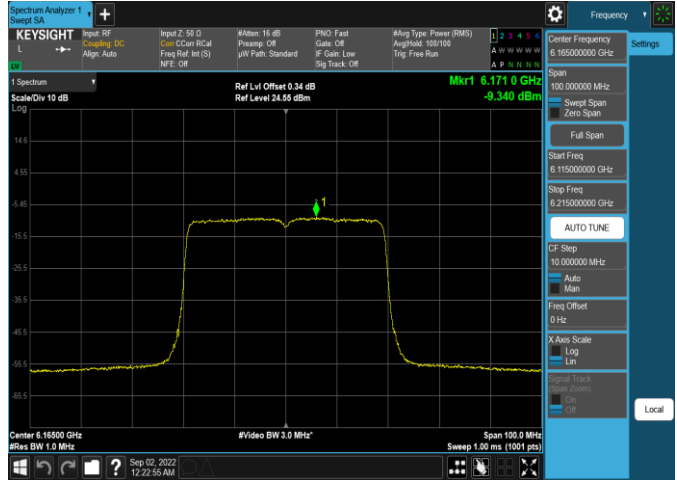 Spectrum Analyzer 1
Swept SA
Frequency
KEYSIGHT
L
Input: RF
Coupling: DC
Align: Auto
Input Z: 50 Ω
Corr CCorr RCal
Freq Ref: Int (S)
NFE: Off
#Atten: 16 dB
Preamp: Off
µW Path: Standard
PNO: Fast
Gate: Off
IF Gain: Low
Sig Track: Off
#Avg Type: Power (RMS)
Avg|Hold: 100/100
Trig: Free Run
1 2 3 4 5 6
A W W W W W
A P N N N N
1 Spectrum
Scale/Div 10 dB
Log
Ref Lvl Offset 0.34 dB
Ref Level 24.55 dBm
Mkr1 6.171 0 GHz
-9.340 dBm
14.5
4.55
-5.45
-15.5
-25.5
-35.5
-45.5
-55.5
-65.5
1
Center 6.16500 GHz
#Res BW 1.0 MHz
#Video BW 3.0 MHz*
Span 100.0 MHz
Sweep 1.00 ms (1001 pts)
Sep 02, 2022
12:22:55 AM
Center Frequency
6.165000000 GHz
Span
100.000000 MHz
Swept Span
Zero Span
Full Span
Start Freq
6.115000000 GHz
Stop Freq
6.215000000 GHz
AUTO TUNE
CF Step
10.000000 MHz
Auto
Man
Freq Offset
0 Hz
X Axis Scale
Log
Lin
Signal Track
(Span Zoom)
On
Off
Settings
Local